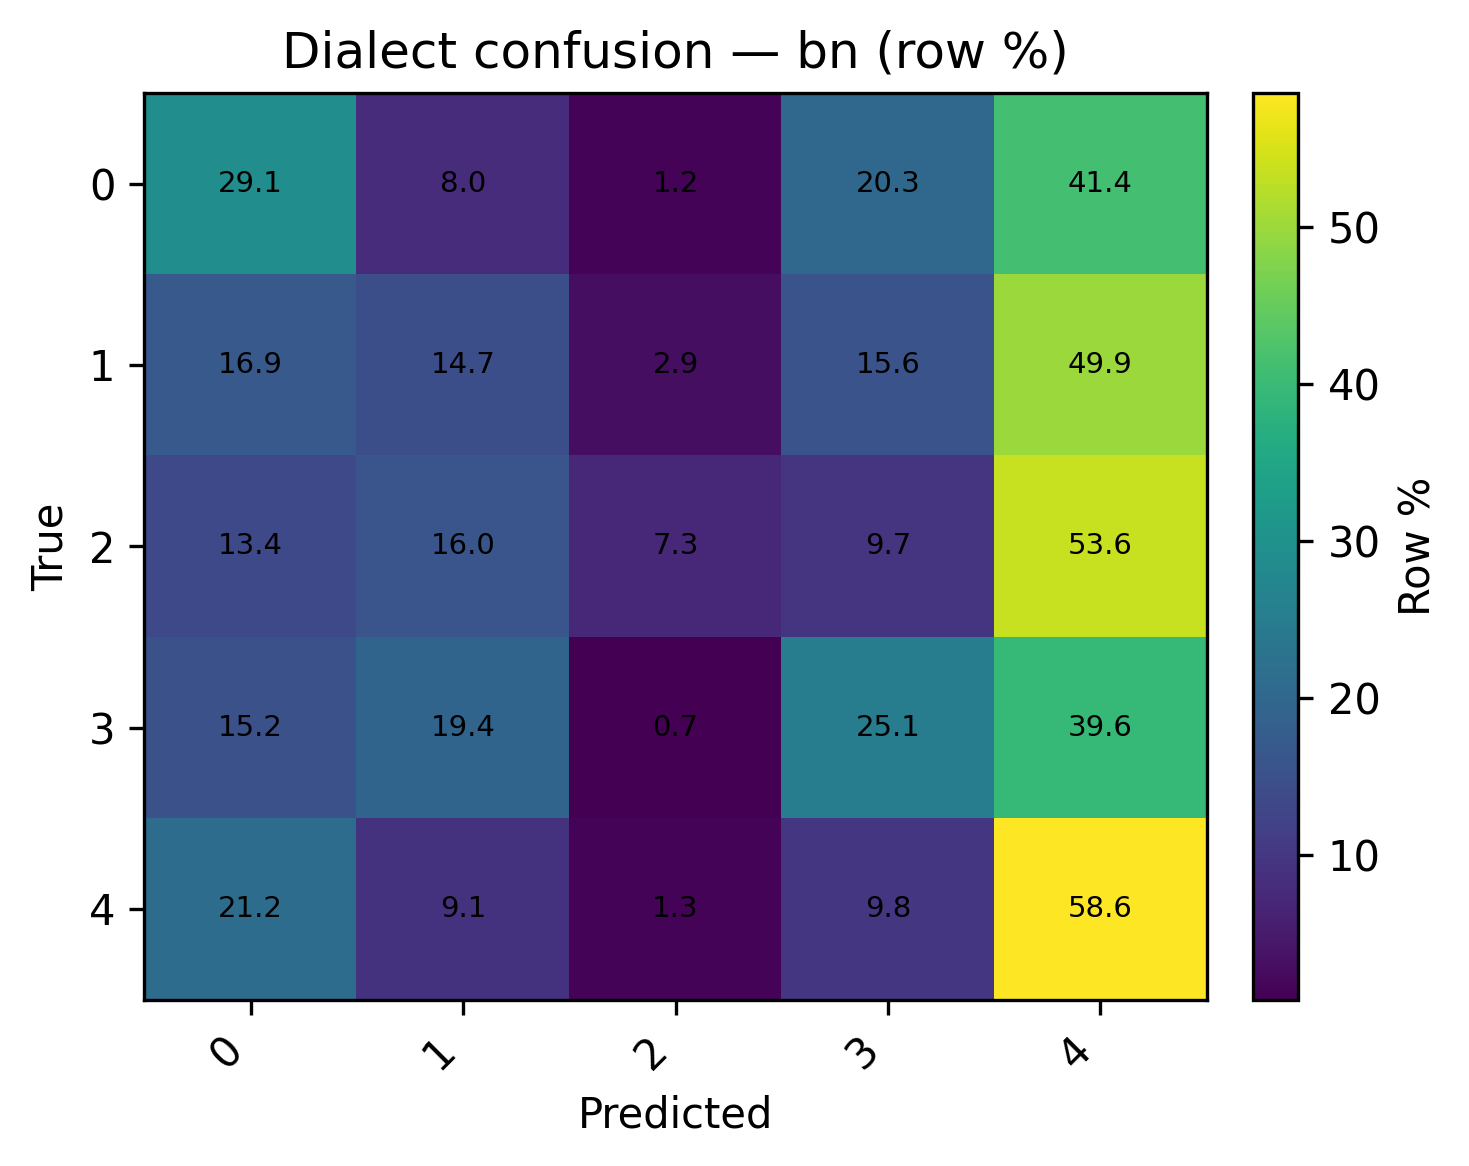 Dialect confusion — bn (row %)
0 29.1 8.0 1.2 20.3 41.4
1 16.9 14.7 2.9 15.6 49.9
2 13.4 16.0 7.3 9.7 53.6
3 15.2 19.4 0.7 25.1 39.6
4 21.2 9.1 1.3 9.8 58.6
0 1 2 3 4
Predicted
True
50
40
30
20
10
Row %